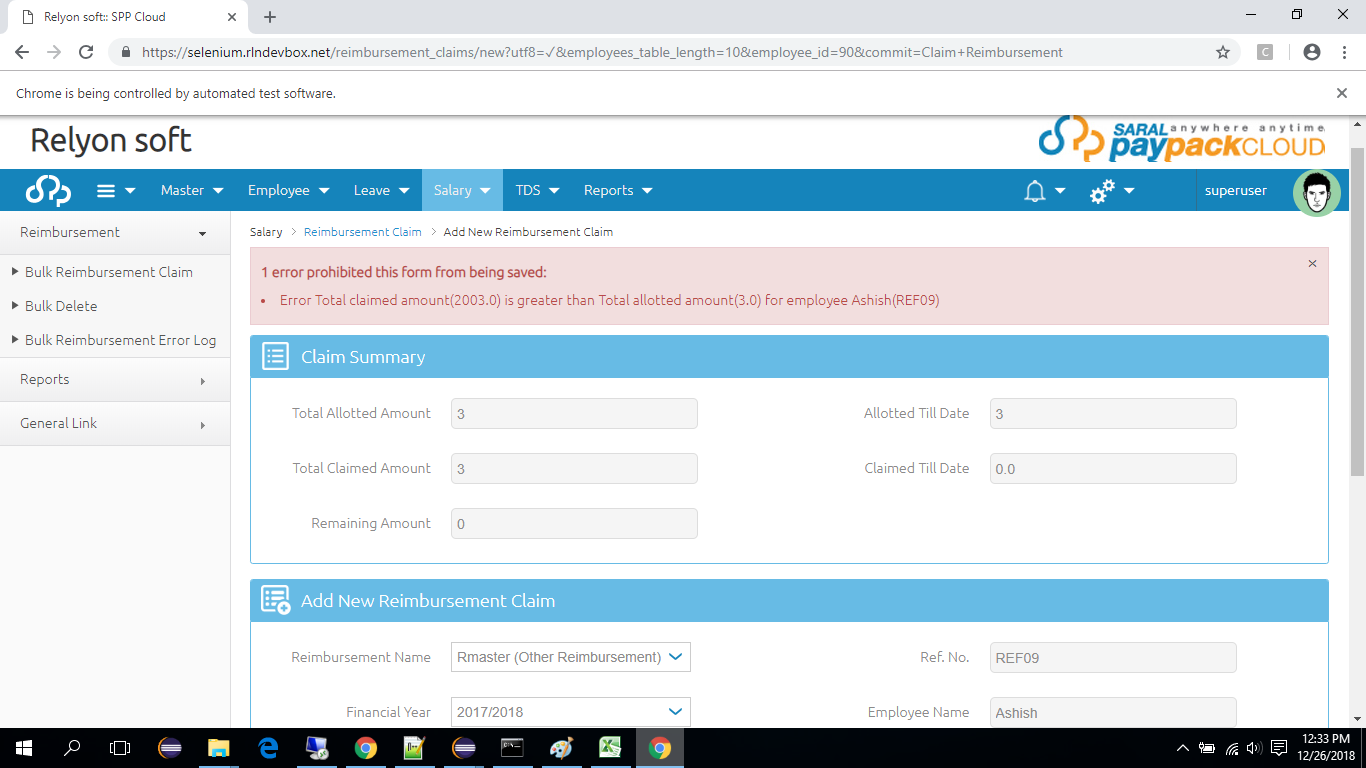 Relyon soft:: SPP Cloud
https://selenium.rlndevbox.net/reimbursement_claims/new?utf8=✓&employees_table_length=10&employee_id=90&commit=Claim+Reimbursement
C
Chrome is being controlled by automated test software.
Relyon soft
SARAL anywhere anytime
paypackCLOUD
Master Employee Leave Salary TDS Reports superuser
Reimbursement
Bulk Reimbursement Claim
Bulk Delete
Bulk Reimbursement Error Log
Reports
General Link
Salary > Reimbursement Claim > Add New Reimbursement Claim
1 error prohibited this form from being saved:
• Error Total claimed amount(2003.0) is greater than Total allotted amount(3.0) for employee Ashish(REF09)
Claim Summary
Total Allotted Amount 3 Allotted Till Date 3
Total Claimed Amount 3 Claimed Till Date 0.0
Remaining Amount 0
Add New Reimbursement Claim
Reimbursement Name Rmaster (Other Reimbursement) Ref. No. REF09
Financial Year 2017/2018 Employee Name Ashish
12:33 PM
12/26/2018